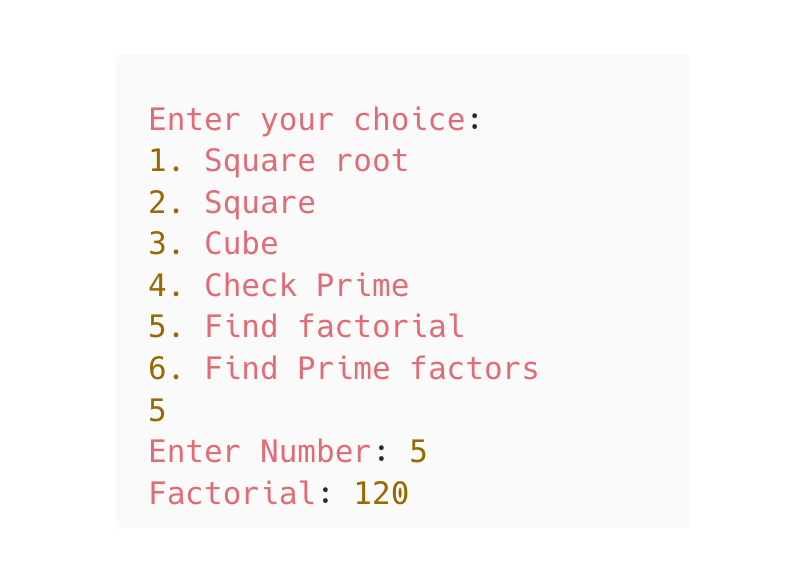 Enter your choice:
1. Square root
2. Square
3. Cube
4. Check Prime
5. Find factorial
6. Find Prime factors
5
Enter Number: 5
Factorial: 120